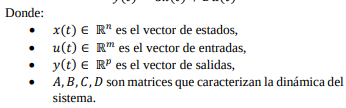 Donde:
• x(t) ∈ ℝⁿ es el vector de estados,
• u(t) ∈ ℝᵐ es el vector de entradas,
• y(t) ∈ ℝᵖ es el vector de salidas,
• A, B, C, D son matrices que caracterizan la dinámica del
sistema.